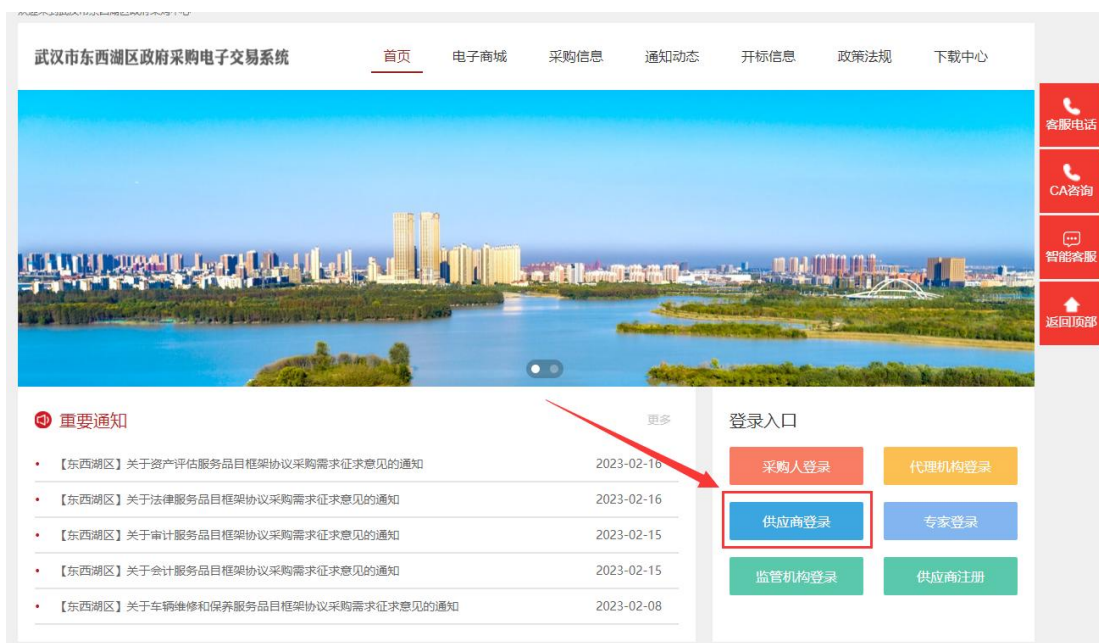 武汉市东西湖区政府采购电子交易系统 首页 电子商城 采购信息 通知动态 开标信息 政策法规 下载中心
客服电话
CA咨询
智能客服
返回顶部
重要通知 更多
【东西湖区】关于资产评估服务品目框架协议采购需求征求意见的通知 2023-02-16
【东西湖区】关于法律服务品目框架协议采购需求征求意见的通知 2023-02-16
【东西湖区】关于审计服务品目框架协议采购需求征求意见的通知 2023-02-15
【东西湖区】关于会计服务品目框架协议采购需求征求意见的通知 2023-02-15
【东西湖区】关于车辆维修和保养服务品目框架协议采购需求征求意见的通知 2023-02-08
登录入口
采购人登录 代理机构登录
供应商登录 专家登录
监管机构登录 供应商注册